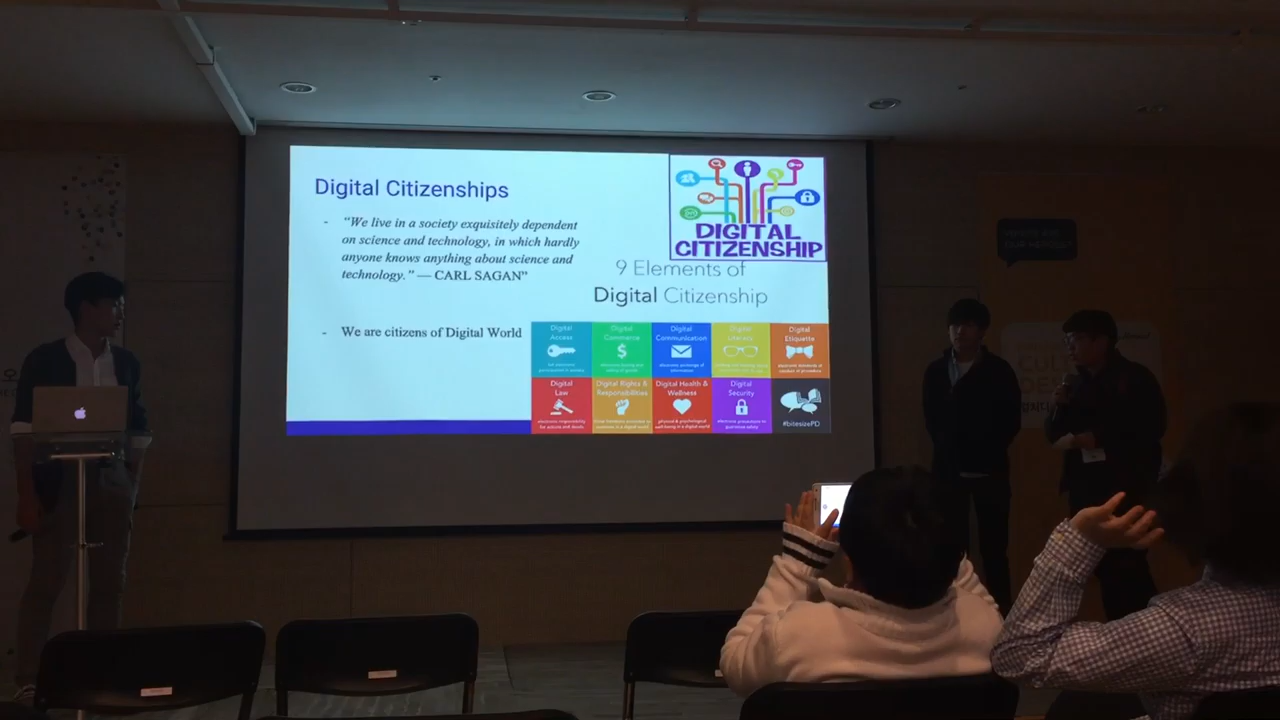 Digital Citizenships
- “We live in a society exquisitely dependent
on science and technology, in which hardly
anyone knows anything about science and
technology.” — CARL SAGAN”
- We are citizens of Digital World
DIGITAL
CITIZENSHIP
9 Elements of
Digital Citizenship
Digital
Access
Digital
Commerce
Digital
Communication
Digital
Literacy
Digital
Etiquette
Digital
Law
Digital Rights &
Responsibilities
Digital Health &
Wellness
Digital
Security
#bitesizePD